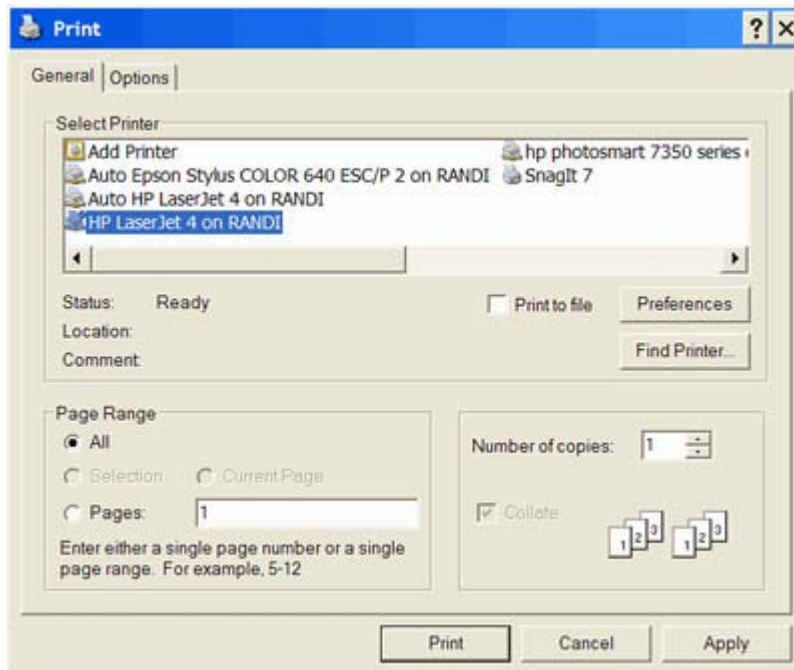 Print
General Options
Select Printer
Add Printer
Auto Epson Stylus COLOR 640 ESC/P 2 on RANDI
Auto HP LaserJet 4 on RANDI
HP LaserJet 4 on RANDI
hp photosmart 7350 series
SnagIt 7
Status: Ready
Location:
Comment:
Print to file
Preferences
Find Printer...
Page Range
All
Selection Current Page
Pages: 1
Enter either a single page number or a single
page range. For example, 5-12
Number of copies: 1
Collate
1 2 3 1 2 3
Print Cancel Apply